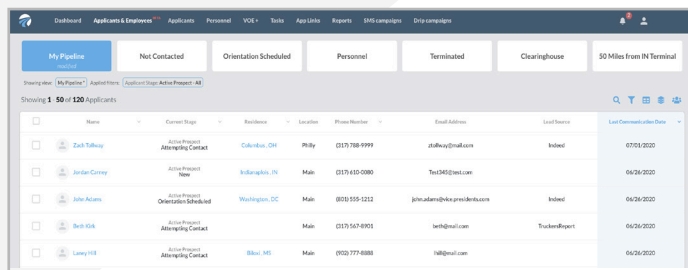 Dashboard Applicants & Employees BETA Applicants Personnel VOE+ Tasks App Links Reports SMS campaigns Drip campaigns
My Pipeline Not Contacted Orientation Scheduled Personnel Terminated Clearinghouse 50 Miles from IN Terminal
modified
Showing view: My Pipeline* Applied filters: Applicant Stage: Active Prospect - All
Showing 1 - 50 of 120 Applicants
Name Current Stage Residence Location Phone Number Email Address Lead Source Last Communication Date
Zach Tollway Active Prospect Columbus, OH Philly (317) 788-9999 ztollway@mail.com Indeed 07/01/2020
Attempting Contact
Jordan Carney Active Prospect Indianaplois, IN Main (317) 610-0080 Test345@test.com 06/26/2020
New
John Adams Active Prospect Washington, DC Main (801) 555-1212 john.adams@vice.presidents.com Indeed 06/26/2020
Orientation Scheduled
Beth Kirk Active Prospect Main (317) 567-8901 beth@mail.com TruckersReport 06/26/2020
Attempting Contact
Laney Hill Active Prospect Biloxi, MS Main (902) 777-8888 lhill@mail.com 06/26/2020
Attempting Contact